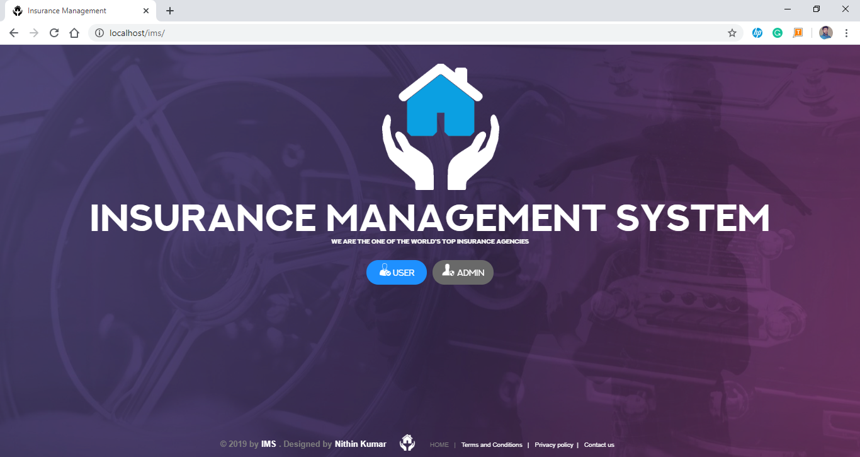 Insurance Management
localhost/ims/
INSURANCE MANAGEMENT SYSTEM
WE ARE THE ONE OF THE WORLD'S TOP INSURANCE AGENCIES
USER ADMIN
© 2019 by IMS . Designed by Nithin Kumar HOME | Terms and Conditions | Privacy policy | Contact us